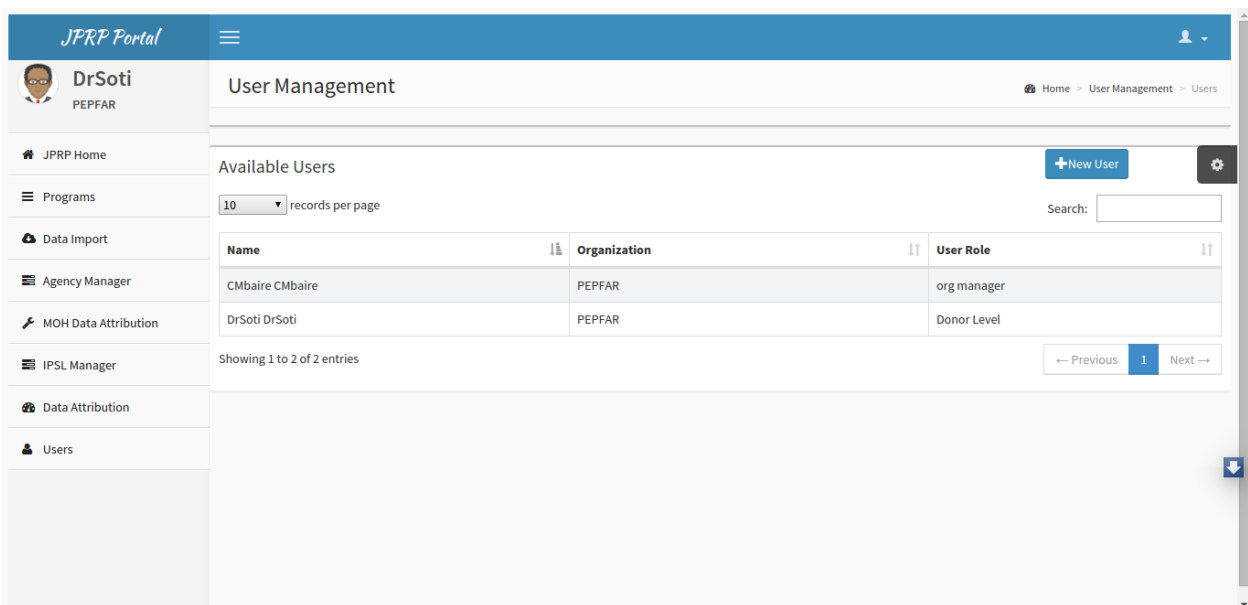 JPRP Portal
DrSoti
PEPFAR
User Management
Home > User Management > Users
JPRP Home
Programs
Data Import
Agency Manager
MOH Data Attribution
IPSL Manager
Data Attribution
Users
Available Users
New User
10 records per page
Search:
Name Organization User Role
CMbaire CMbaire PEPFAR org manager
DrSoti DrSoti PEPFAR Donor Level
Showing 1 to 2 of 2 entries
← Previous 1 Next →